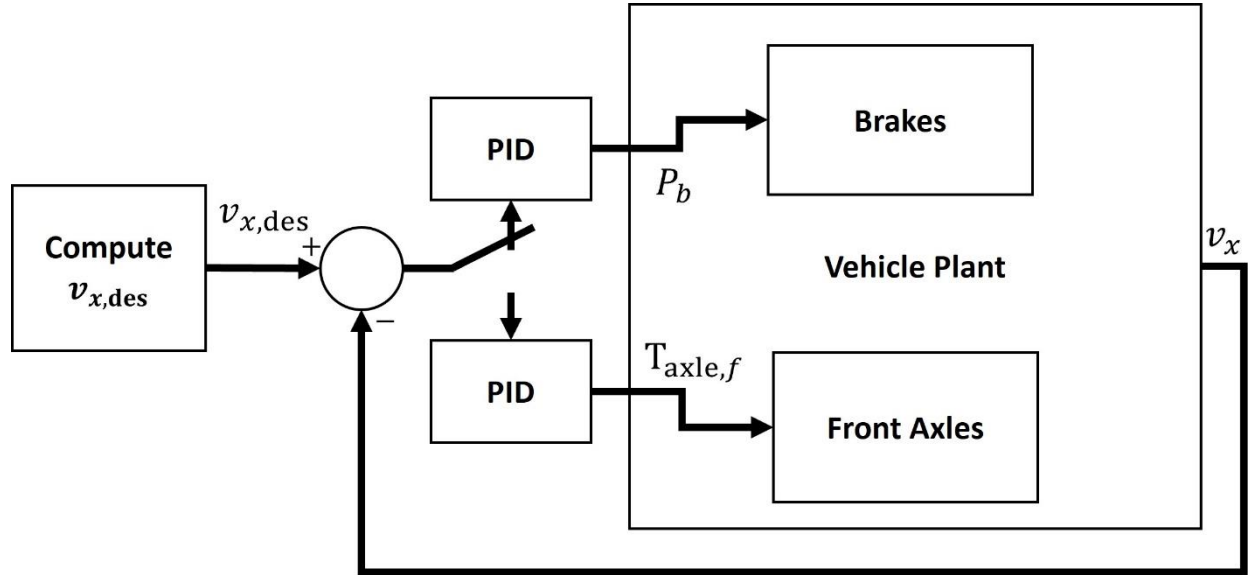 PID
Brakes
P_b
Compute
v_{x,des}
v_{x,des}
+
−
Vehicle Plant
v_x
PID
T_{axle,f}
Front Axles